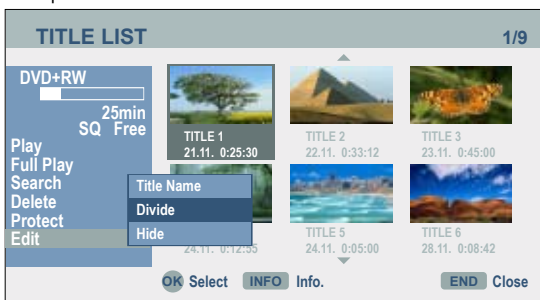 TITLE LIST 1/9
DVD+RW
25min
SQ Free
Play
Full Play
Search
Delete
Protect
Edit
Title Name
Divide
Hide
TITLE 1
21.11. 0:25:30
TITLE 2
22.11. 0:33:12
TITLE 3
23.11. 0:45:00
24.11. 0:12:55
TITLE 5
24.11. 0:05:00
TITLE 6
28.11. 0:08:42
OK Select INFO Info. END Close